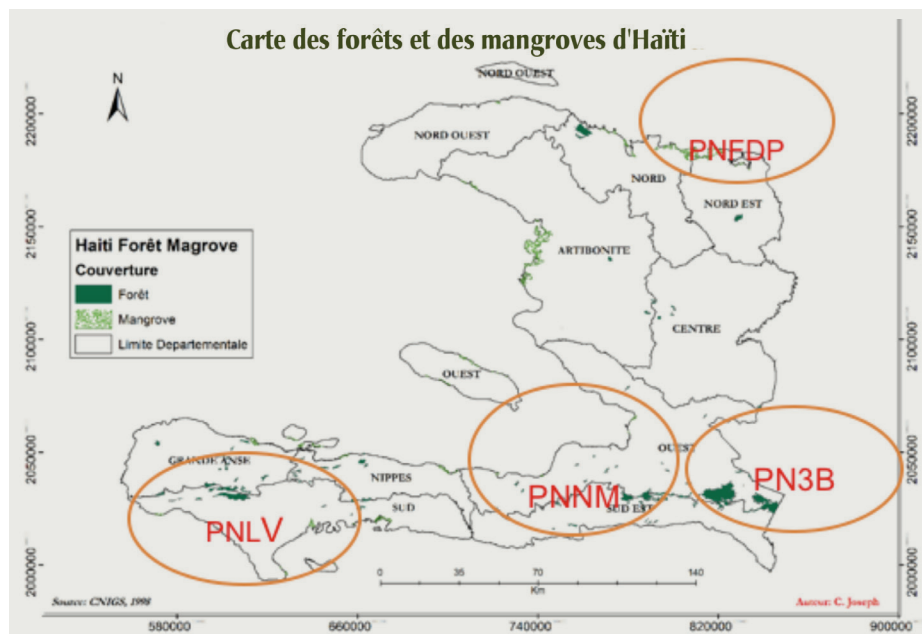 Carte des forêts et des mangroves d'Haïti
N
NORD OUEST
NORD OUEST
PNFDP
NORD
NORD EST
ARTIBONITE
Haiti Forêt Magrove
Couverture
Forêt
Mangrove
Limite Departementale
CENTRE
OUEST
OUEST
GRANDE ANSE
NIPPES
PN3B
PNNM
SUD EST
SUD
PNLV
0 35 70 140
Km
Source: CNIGS, 1998
Auteur: C. Joseph
2200000
2150000
2100000
2050000
2000000
2200000
2150000
2100000
2050000
2000000
580000 660000 740000 820000 900000